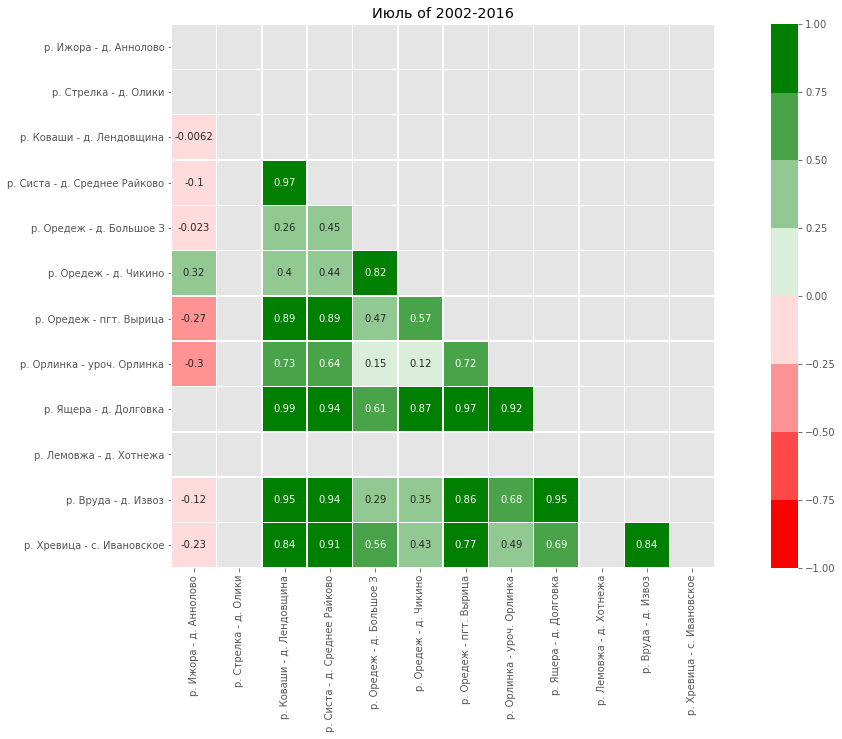 Июль of 2002-2016
р. Ижора - д. Аннолово
р. Стрелка - д. Олики
р. Коваши - д. Лендовщина
-0.0062
р. Систа - д. Среднее Райково
-0.1
0.97
р. Оредеж - д. Большое З
-0.023
0.26
0.45
р. Оредеж - д. Чикино
0.32
0.4
0.44
0.82
р. Оредеж - пгт. Вырица
-0.27
0.89
0.89
0.47
0.57
р. Орлинка - уроч. Орлинка
-0.3
0.73
0.64
0.15
0.12
0.72
р. Ящера - д. Долговка
0.99
0.94
0.61
0.87
0.97
0.92
р. Лемовжа - д. Хотнежа
р. Вруда - д. Извоз
-0.12
0.95
0.94
0.29
0.35
0.86
0.68
0.95
р. Хревица - с. Ивановское
-0.23
0.84
0.91
0.56
0.43
0.77
0.49
0.69
0.84
р. Ижора - д. Аннолово
р. Стрелка - д. Олики
р. Коваши - д. Лендовщина
р. Систа - д. Среднее Райково
р. Оредеж - д. Большое З
р. Оредеж - д. Чикино
р. Оредеж - пгт. Вырица
р. Орлинка - уроч. Орлинка
р. Ящера - д. Долговка
р. Лемовжа - д. Хотнежа
р. Вруда - д. Извоз
р. Хревица - с. Ивановское
1.00
0.75
0.50
0.25
0.00
−0.25
−0.50
−0.75
−1.00